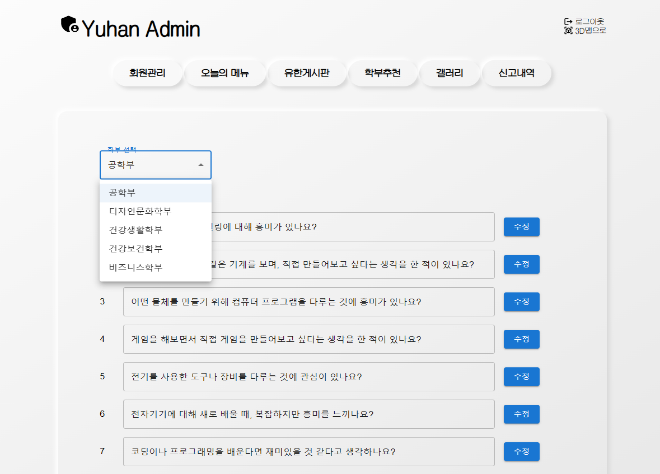 Yuhan Admin
로그아웃
3D맵으로
회원관리 오늘의 메뉴 유한게시판 학부추천 갤러리 신고내역
학부 선택
공학부
공학부
디자인문화학부
건강생활학부
건강보건학부
비즈니스학부
에 대해 흥미가 있나요? 수정
같은 기계를 보며, 직접 만들어보고 싶다는 생각을 한 적이 있나요? 수정
3 어떤 물체를 만들기 위해 컴퓨터 프로그램을 다루는 것에 흥미가 있나요? 수정
4 게임을 해보면서 직접 게임을 만들어보고 싶다는 생각을 한 적이 있나요? 수정
5 전기를 사용한 도구나 장비를 다루는 것에 관심이 있나요? 수정
6 전자기기에 대해 새로 배울 때, 복잡하지만 흥미를 느끼나요? 수정
7 코딩이나 프로그래밍을 배운다면 재미있을 것 같다고 생각하나요? 수정